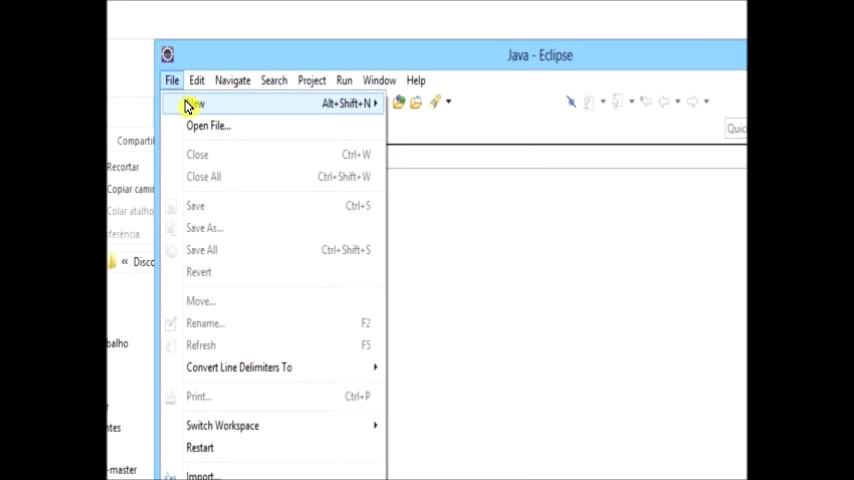 Java - Eclipse
File Edit Navigate Search Project Run Window Help
New Alt+Shift+N
Open File...
Quic
Compartil
Close Ctrl+W
Recortar
Close All Ctrl+Shift+W
Copiar camin
Save Ctrl+S
Colar atalho
Save As...
ferência
Save All Ctrl+Shift+S
« Disco
Revert
Move...
Rename... F2
Refresh F5
balho
Convert Line Delimiters To
Print... Ctrl+P
Switch Workspace
ntes
Restart
-master
Import...